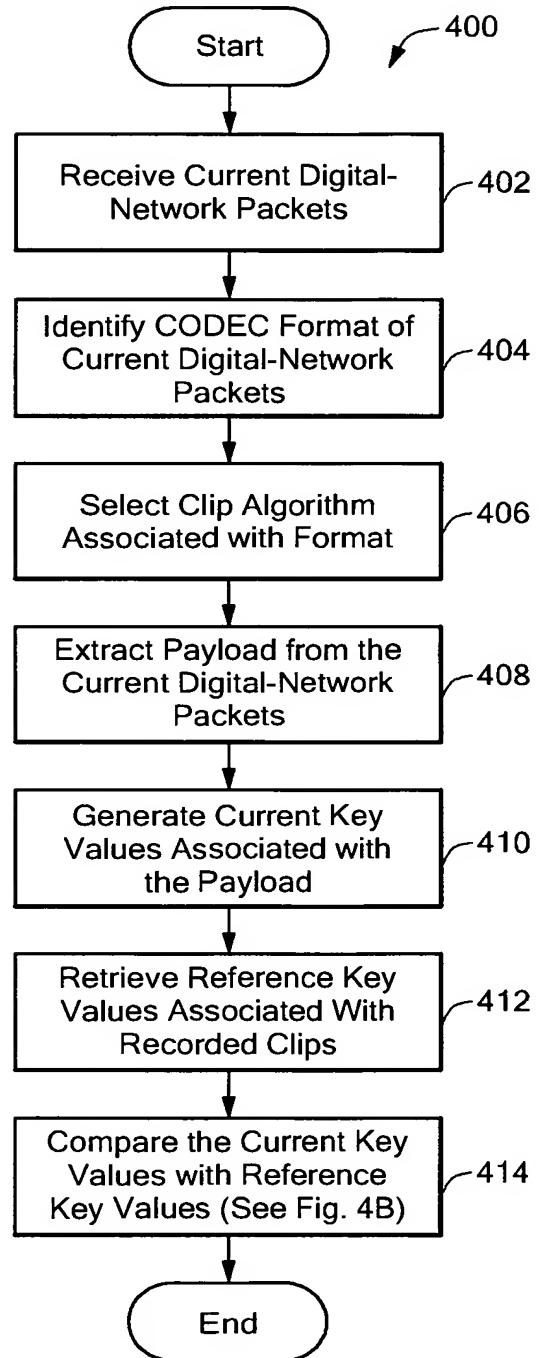 Start
400
Receive Current Digital-
Network Packets
402
Identify CODEC Format of
Current Digital-Network
Packets
404
Select Clip Algorithm
Associated with Format
406
Extract Payload from the
Current Digital-Network
Packets
408
Generate Current Key
Values Associated with
the Payload
410
Retrieve Reference Key
Values Associated With
Recorded Clips
412
Compare the Current Key
Values with Reference
Key Values (See Fig. 4B)
414
End